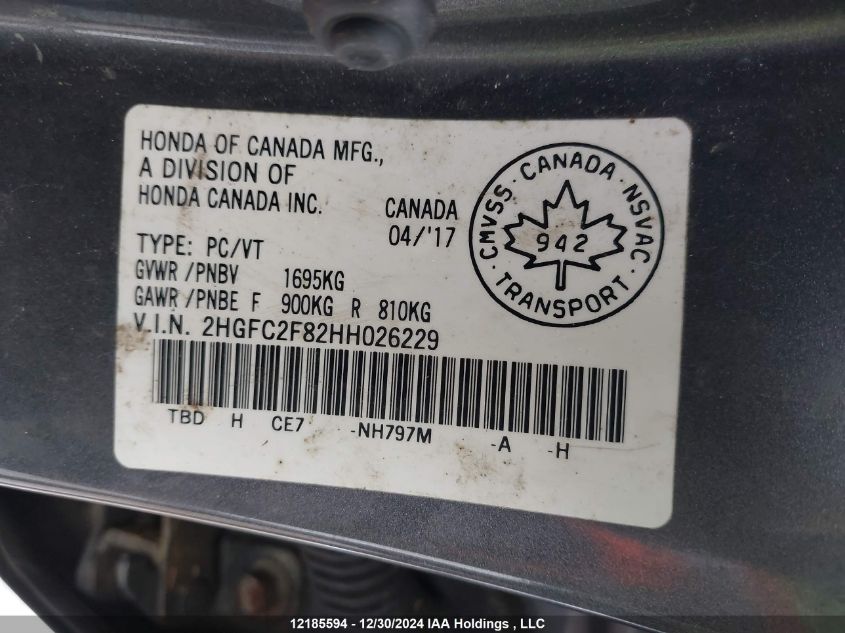 HONDA OF CANADA MFG.,
A DIVISION OF
HONDA CANADA INC.
CANADA
04/'17
TYPE: PC/VT
GVWR/PNBV 1695KG
GAWR/PNBE F 900KG R 810KG
V.I.N. 2HGFC2F82HH026229
TBD H CE7 -NH797M -A -H
CMVSS·CANADA·NSVAC
942
·TRANSPORT·
12185594 - 12/30/2024 IAA Holdings , LLC